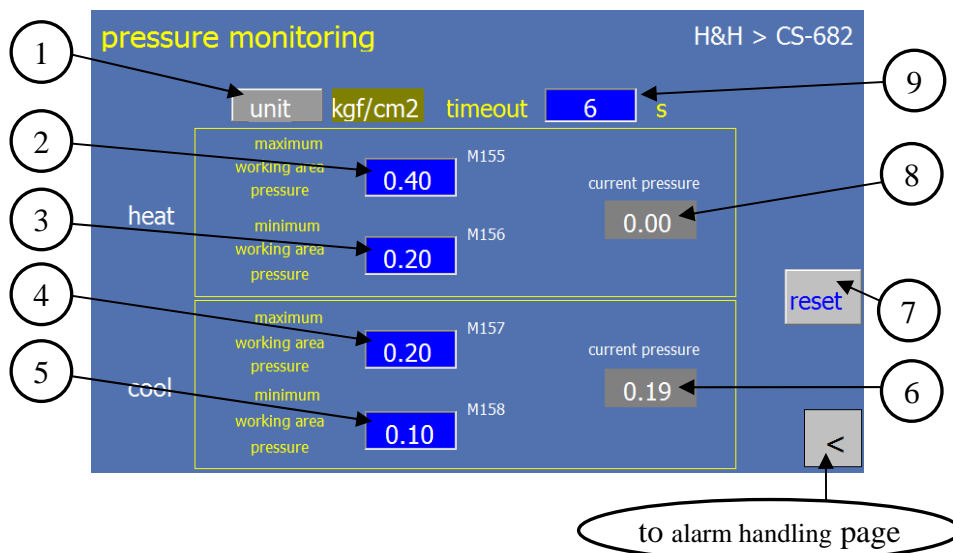 pressure monitoring H&H > CS-682
1
9
unit kgf/cm2 timeout 6 s
2
maximum
working area
pressure
0.40
M155
current pressure
0.00
8
heat
3
minimum
working area
pressure
0.20
M156
4
maximum
working area
pressure
0.20
M157
reset
7
current pressure
0.19
6
cool
5
minimum
working area
pressure
0.10
M158
<
to alarm handling page